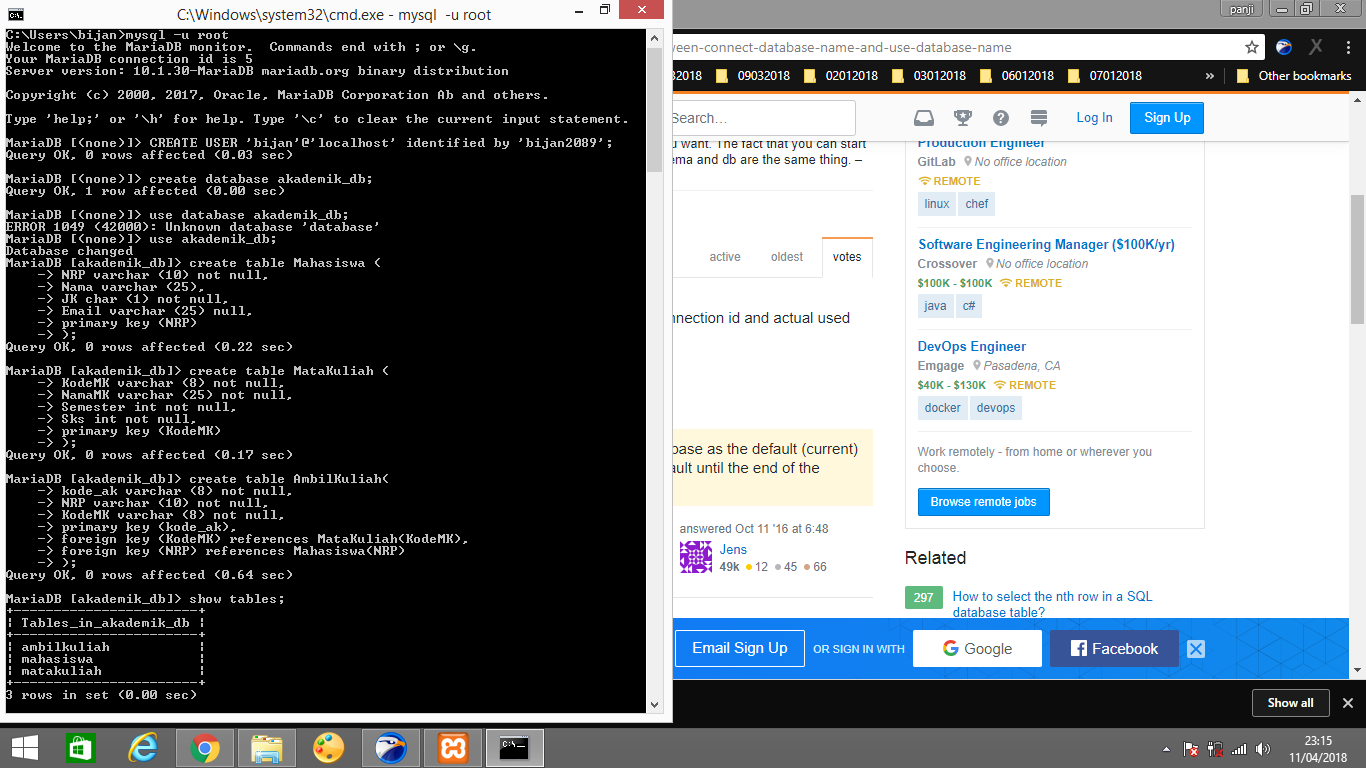 C:\Windows\system32\cmd.exe - mysql -u root
C:\Users\bijan>mysql -u root
Welcome to the MariaDB monitor.  Commands end with ; or \g.
Your MariaDB connection id is 5
Server version: 10.1.30-MariaDB mariadb.org binary distribution
Copyright (c) 2000, 2017, Oracle, MariaDB Corporation Ab and others.
Type 'help;' or '\h' for help. Type '\c' to clear the current input statement.
MariaDB [(none)]> CREATE USER 'bijan'@'localhost' identified by 'bijan2089';
Query OK, 0 rows affected (0.03 sec)
MariaDB [(none)]> create database akademik_db;
Query OK, 1 row affected (0.00 sec)
MariaDB [(none)]> use database akademik_db;
ERROR 1049 (42000): Unknown database 'database'
MariaDB [(none)]> use akademik_db;
Database changed
MariaDB [akademik_db]> create table Mahasiswa (
    -> NRP varchar (10) not null,
    -> Nama varchar (25),
    -> JK char (1) not null,
    -> Email varchar (25) null,
    -> primary key (NRP)
    -> );
Query OK, 0 rows affected (0.22 sec)
MariaDB [akademik_db]> create table MataKuliah (
    -> KodeMK varchar (8) not null,
    -> NamaMK varchar (25) not null,
    -> Semester int not null,
    -> Sks int not null,
    -> primary key (KodeMK)
    -> );
Query OK, 0 rows affected (0.17 sec)
MariaDB [akademik_db]> create table AmbilKuliah(
    -> kode_ak varchar (8) not null,
    -> NRP varchar (10) not null,
    -> KodeMK varchar (8) not null,
    -> primary key (kode_ak),
    -> foreign key (KodeMK) references MataKuliah(KodeMK),
    -> foreign key (NRP) references Mahasiswa(NRP)
    -> );
Query OK, 0 rows affected (0.64 sec)
MariaDB [akademik_db]> show tables;
+-----------------------+
| Tables_in_akademik_db |
+-----------------------+
| ambilkuliah           |
| mahasiswa             |
| matakuliah            |
+-----------------------+
3 rows in set (0.00 sec)
panji
ween-connect-database-name-and-use-database-name
32018 09032018 02012018 03012018 06012018 07012018 » Other bookmarks
Search... Log In Sign Up
u want. The fact that you can start
ema and db are the same thing. –
active oldest votes
nnection id and actual used
base as the default (current)
ault until the end of the
answered Oct 11 '16 at 6:48
Jens
49k 12 45 66
Production Engineer
GitLab No office location
REMOTE
linux chef
Software Engineering Manager ($100K/yr)
Crossover No office location
$100K - $100K REMOTE
java c#
DevOps Engineer
Emgage Pasadena, CA
$40K - $130K REMOTE
docker devops
Work remotely - from home or wherever you
choose.
Browse remote jobs
Related
297 How to select the nth row in a SQL
database table?
Email Sign Up OR SIGN IN WITH Google Facebook
Show all
23:15
11/04/2018